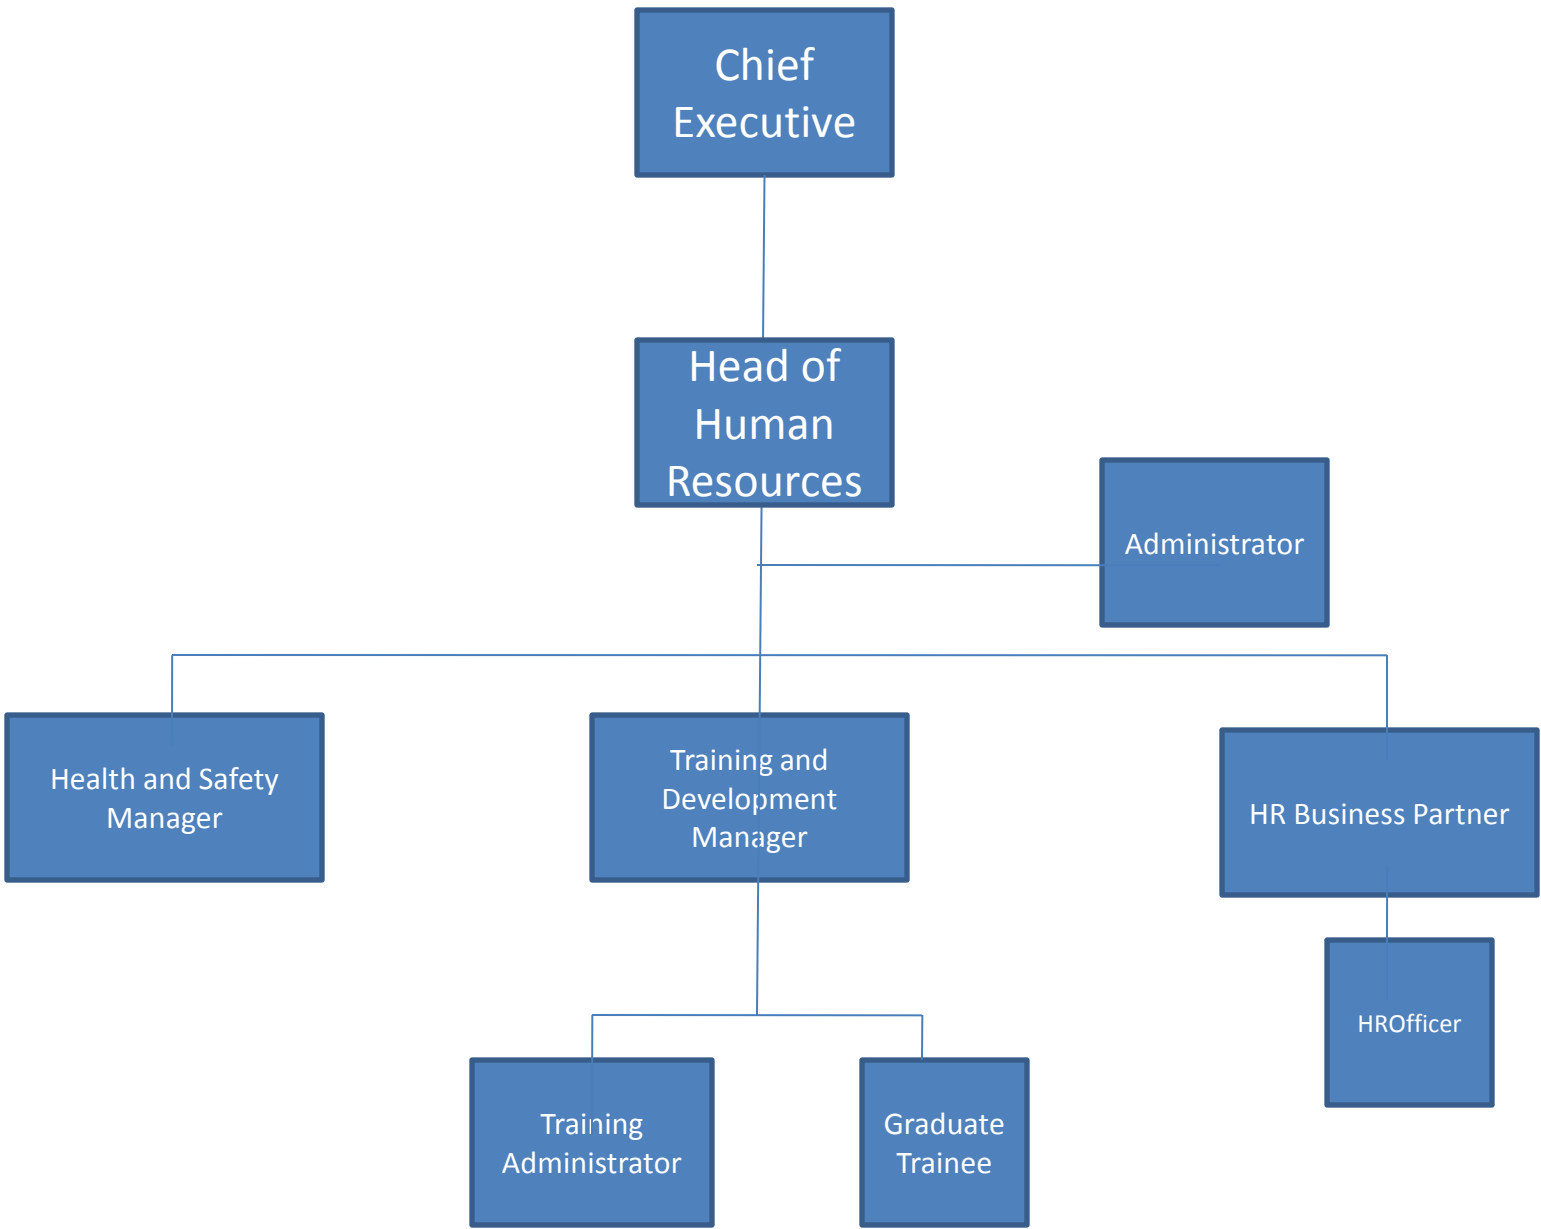 Chief
Executive
Head of
Human
Resources
Administrator
Health and Safety
Manager
Training and
Development
Manager
HR Business Partner
HROfficer
Training
Administrator
Graduate
Trainee